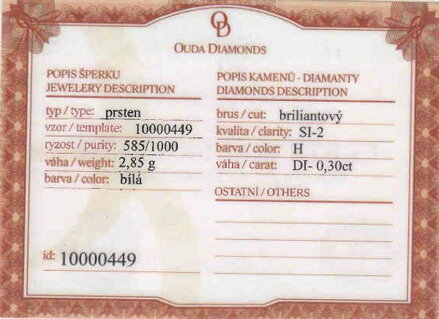 OUDA DIAMONDS
POPIS ŠPERKU
JEWELERY DESCRIPTION
typ / type: prsten
vzor / template: 10000449
ryzost / purity: 585/1000
váha / weight: 2,85 g
barva / color: bílá
id: 10000449
POPIS KAMENŮ - DIAMANTY
DIAMONDS DESCRIPTION
brus / cut: briliantový
kvalita / clarity: SI-2
barva / color: H
váha / carat: DI- 0,30ct
OSTATNÍ / OTHERS